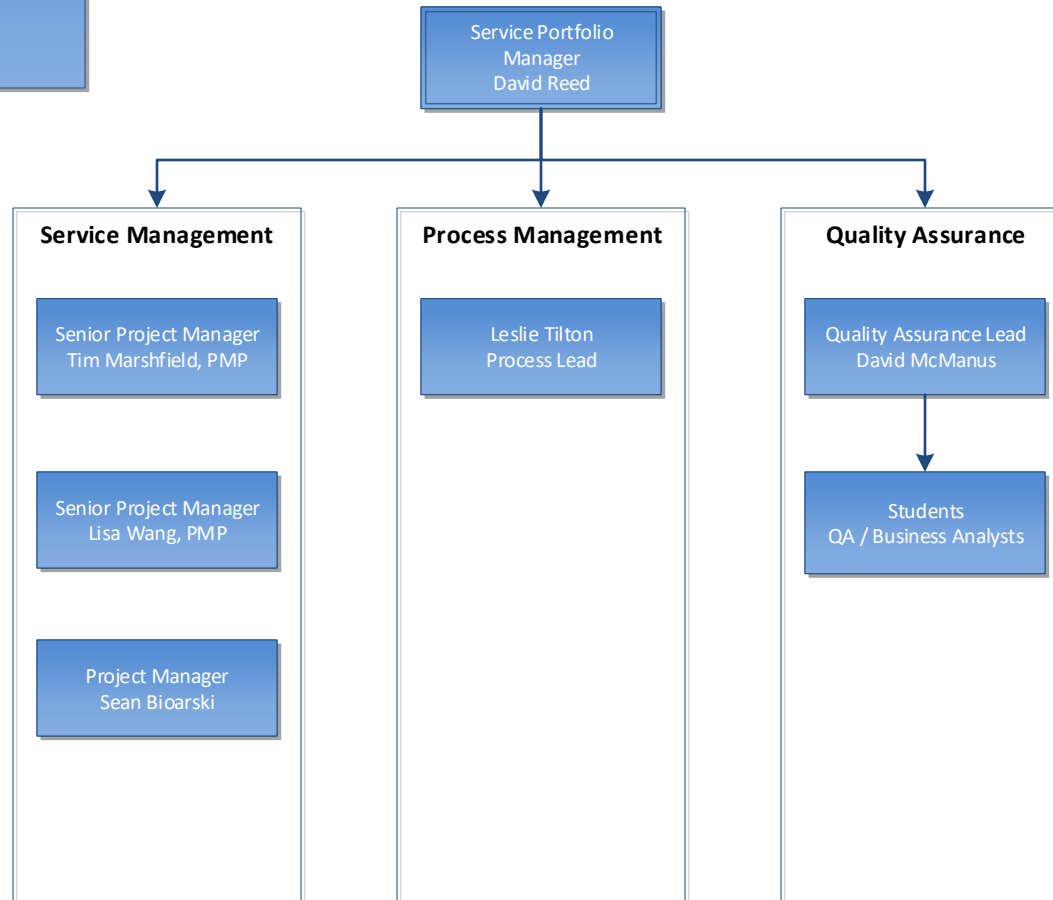 Service Portfolio
Manager
David Reed
Service Management
Senior Project Manager
Tim Marshfield, PMP
Senior Project Manager
Lisa Wang, PMP
Project Manager
Sean Bioarski
Process Management
Leslie Tilton
Process Lead
Quality Assurance
Quality Assurance Lead
David McManus
Students
QA / Business Analysts